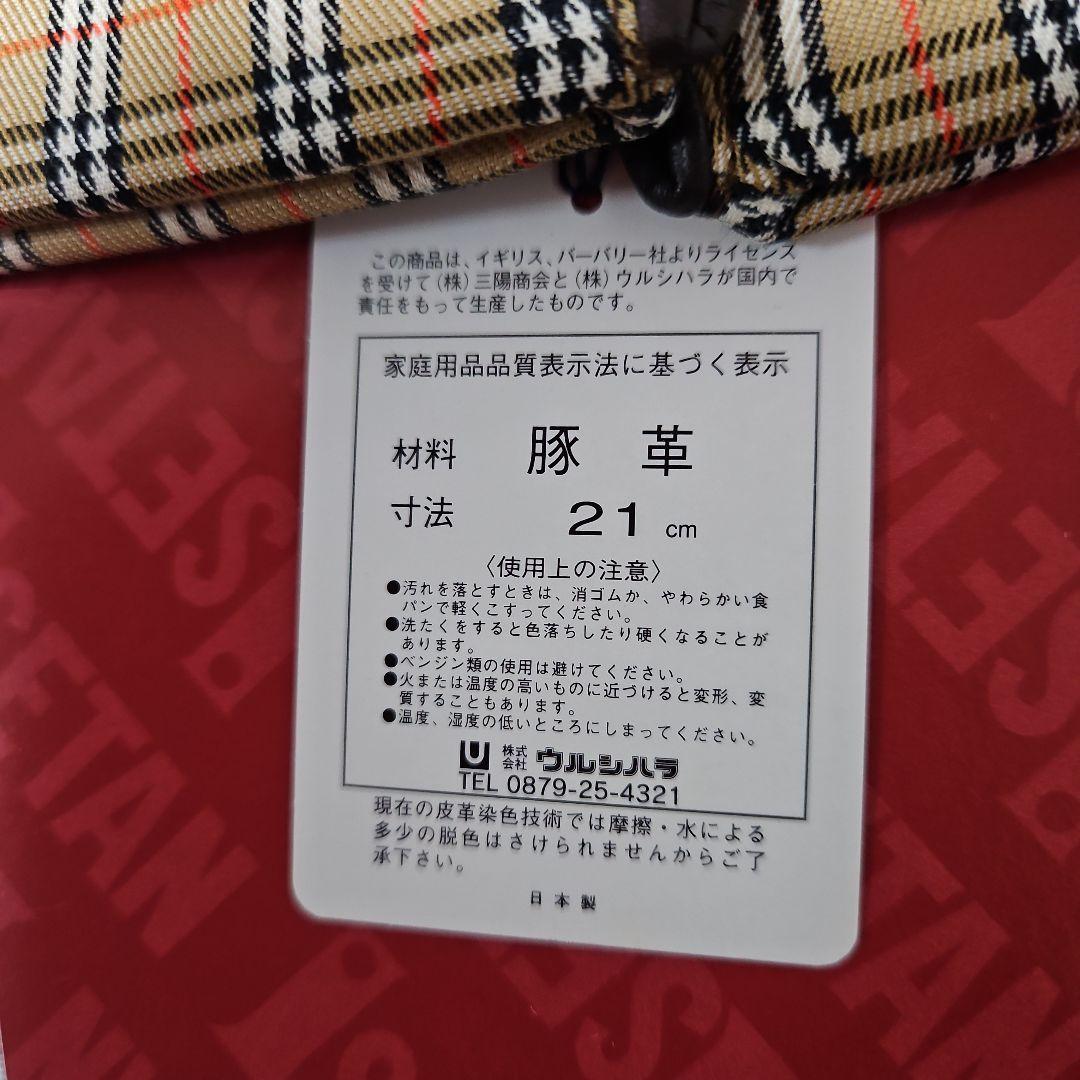 この商品は、イギリス、バーバリー社よりライセンス
を受けて(株)三陽商会と(株)ウルシハラが国内で
責任をもって生産したものです。
家庭用品品質表示法に基づく表示
材料 豚 革
寸法 21 cm
〈使用上の注意〉
●汚れを落とすときは、消ゴムか、やわらかい食
パンで軽くこすってください。
●洗たくをすると色落ちしたり硬くなることが
あります。
●ベンジン類の使用は避けてください。
●火または温度の高いものに近づけると変形、変
質することもあります。
●温度、湿度の低いところにしまってください。
U 株式会社 ウルシハラ
TEL 0879-25-4321
現在の皮革染色技術では摩擦・水による
多少の脱色はさけられませんからご了
承下さい。
日本製
ISETAN